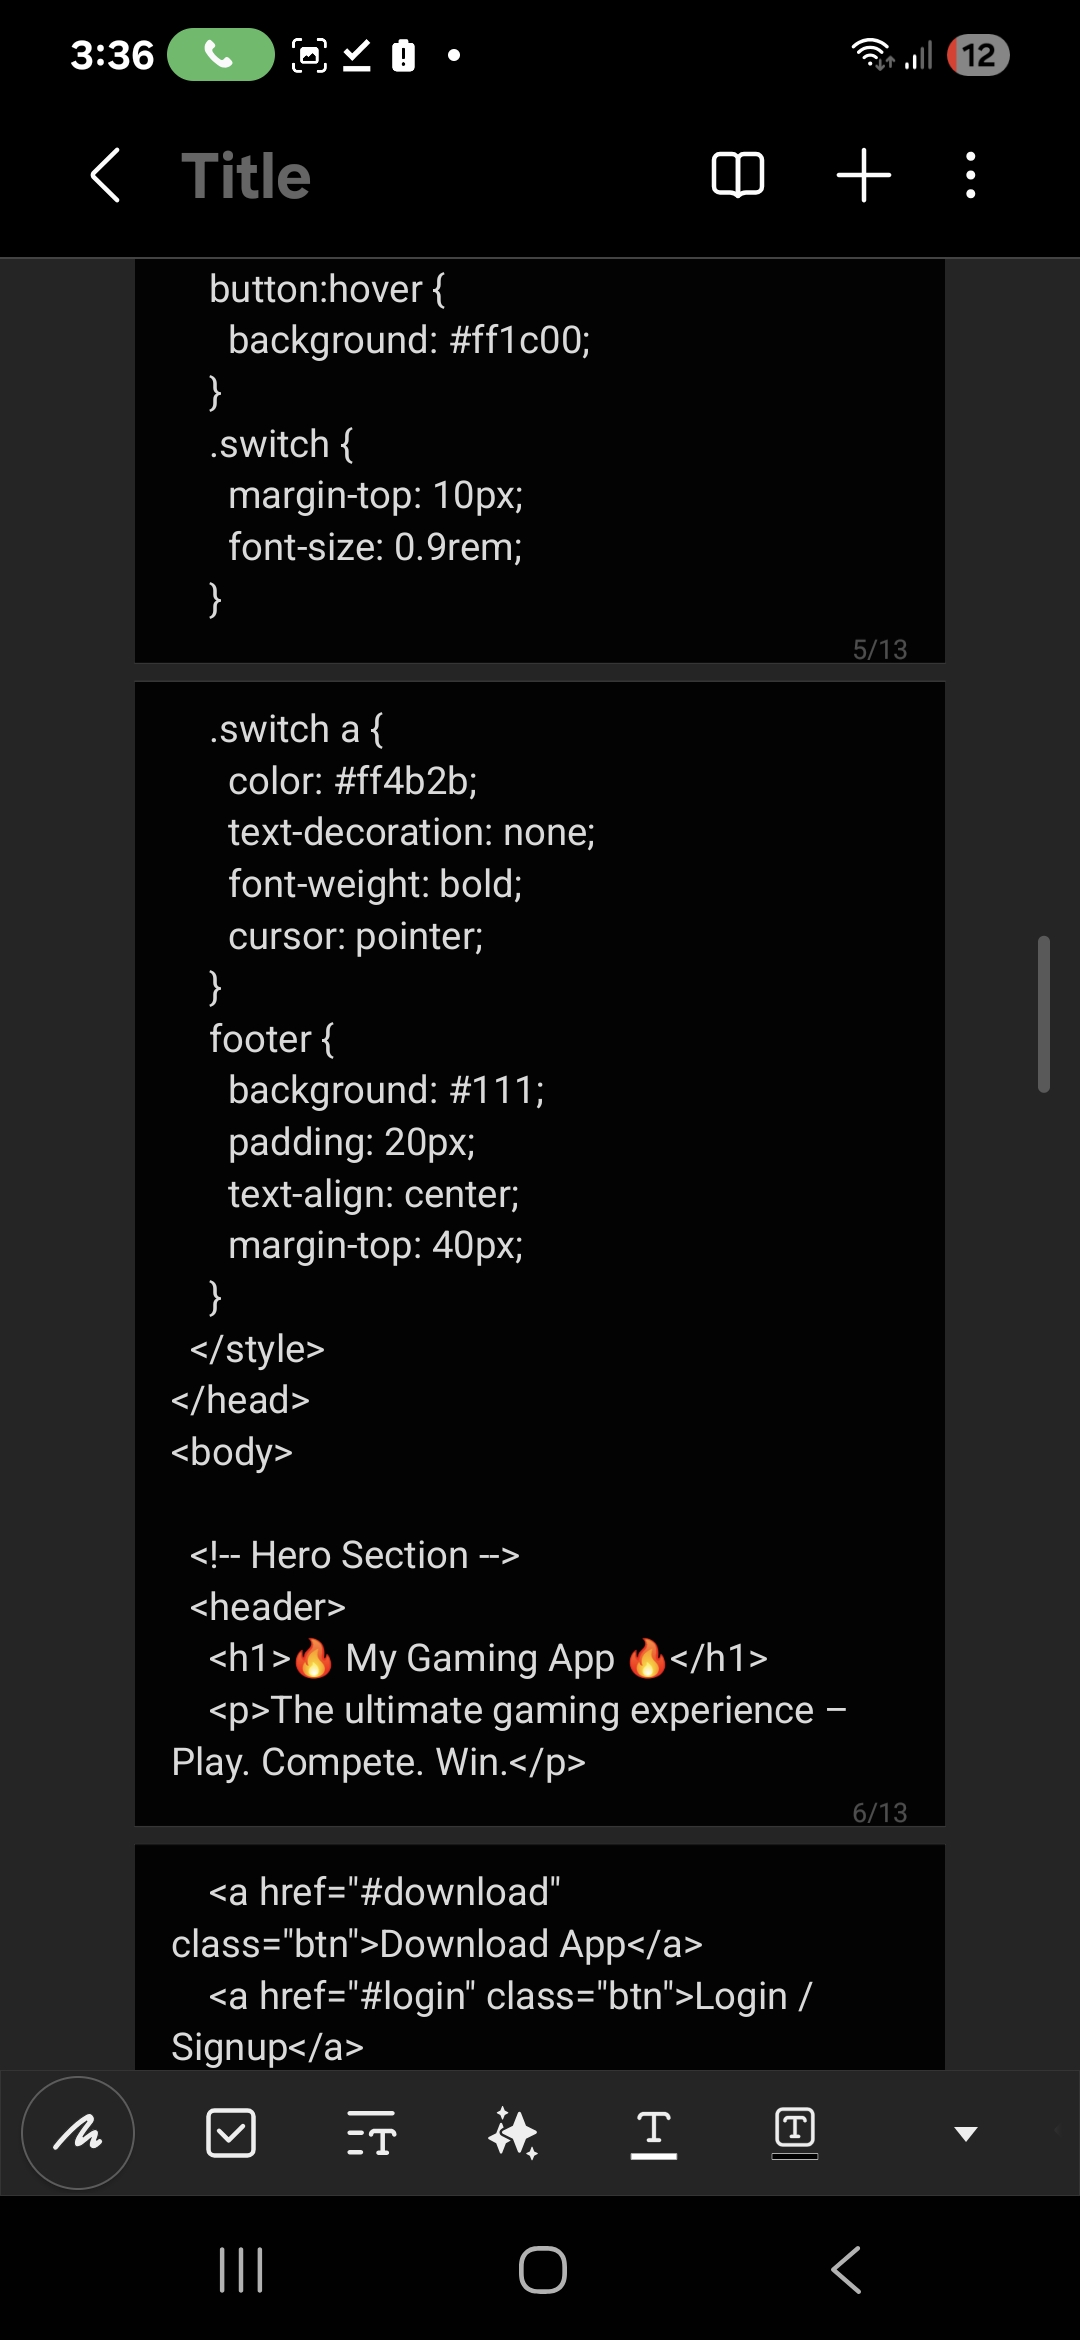 3:36
12
Title
button:hover {
background: #ff1c00;
}
.switch {
margin-top: 10px;
font-size: 0.9rem;
}
5/13
.switch a {
color: #ff4b2b;
text-decoration: none;
font-weight: bold;
cursor: pointer;
}
footer {
background: #111;
padding: 20px;
text-align: center;
margin-top: 40px;
}
</style>
</head>
<body>
<!-- Hero Section -->
<header>
<h1>🔥 My Gaming App 🔥</h1>
<p>The ultimate gaming experience –
Play. Compete. Win.</p>
6/13
<a href="#download"
class="btn">Download App</a>
<a href="#login" class="btn">Login /
Signup</a>